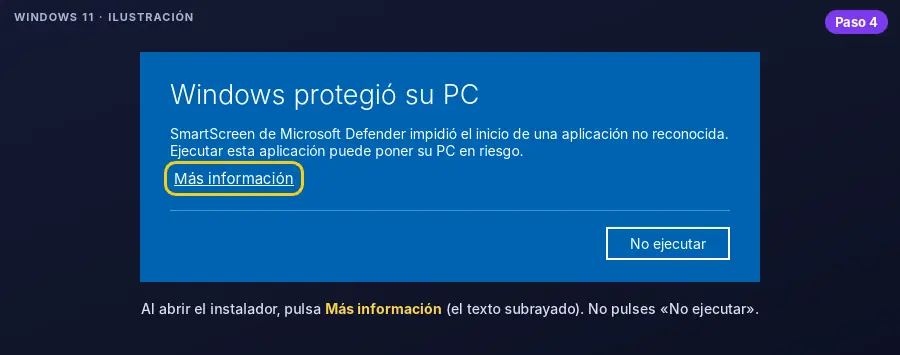 WINDOWS 11 · ILUSTRACIÓN
Paso 4
Windows protegió su PC
SmartScreen de Microsoft Defender impidió el inicio de una aplicación no reconocida.
Ejecutar esta aplicación puede poner su PC en riesgo.
Más información
No ejecutar
Al abrir el instalador, pulsa Más información (el texto subrayado). No pulses «No ejecutar».